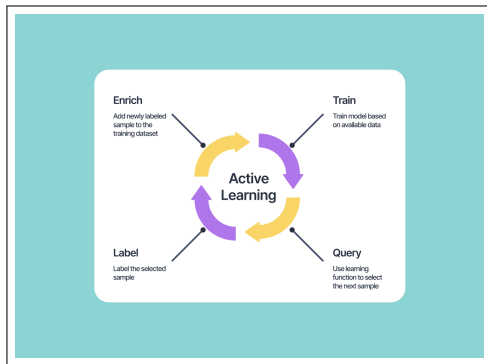 Enrich
Add newly labeled
sample to the
training dataset
Train
Train model based
on available data
Active
Learning
Label
Label the selected
sample
Query
Use learning
function to select
the next sample